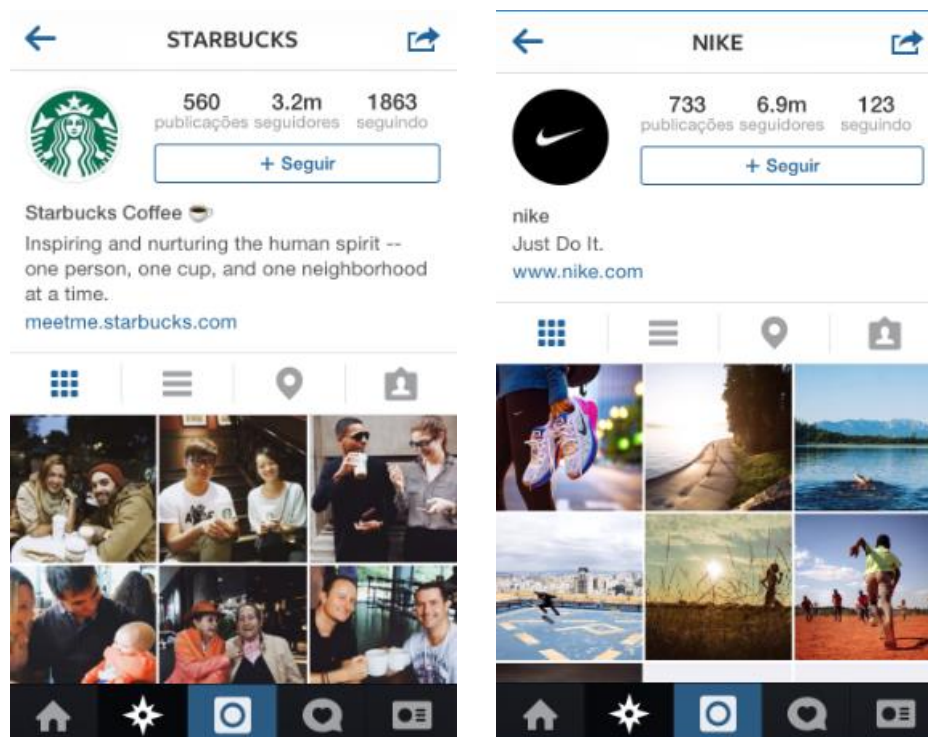 STARBUCKS
560 3.2m 1863
publicações seguidores seguindo
+ Seguir
Starbucks Coffee ☕
Inspiring and nurturing the human spirit --
one person, one cup, and one neighborhood
at a time.
meetme.starbucks.com
NIKE
733 6.9m 123
publicações seguidores seguindo
+ Seguir
nike
Just Do It.
www.nike.com